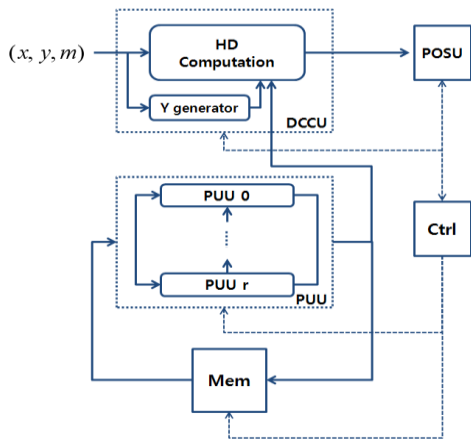 (x, y, m)
HD
Computation
POSU
Y generator
DCCU
PUU 0
⋮
Ctrl
PUU r
PUU
Mem